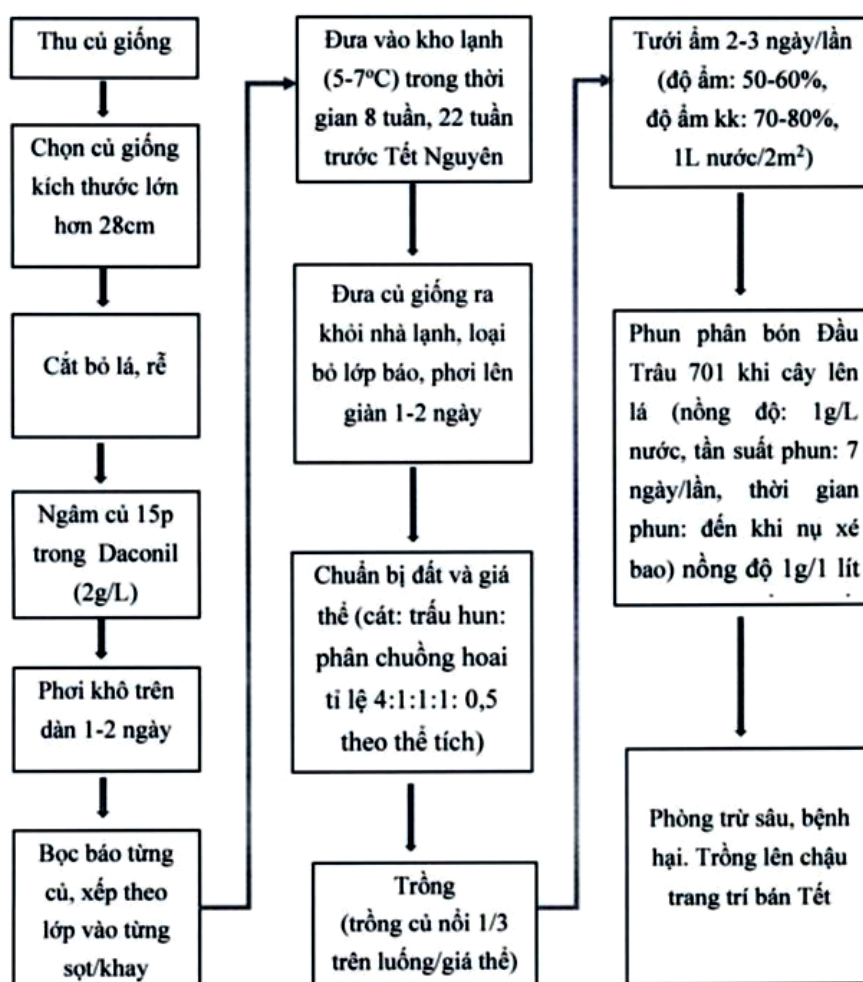 Thu củ giống
Chọn củ giống
kích thước lớn
hơn 28cm
Cắt bỏ lá, rễ
Ngâm củ 15p
trong Daconil
(2g/L)
Phơi khô trên
dàn 1-2 ngày
Bọc báo từng
củ, xếp theo
lớp vào từng
sọt/khay
Đưa vào kho lạnh
(5-7ºC) trong thời
gian 8 tuần, 22 tuần
trước Tết Nguyên
Đưa củ giống ra
khỏi nhà lạnh, loại
bỏ lớp báo, phơi lên
giàn 1-2 ngày
Chuẩn bị đất và giá
thể (cát: trấu hun:
phân chuồng hoai
tỉ lệ 4:1:1:1: 0,5
theo thể tích)
Trồng
(trồng củ nổi 1/3
trên luống/giá thể)
Tưới ẩm 2-3 ngày/lần
(độ ẩm: 50-60%,
độ ẩm kk: 70-80%,
1L nước/2m²)
Phun phân bón Đầu
Trâu 701 khi cây lên
lá (nồng độ: 1g/L
nước, tần suất phun: 7
ngày/lần, thời gian
phun: đến khi nụ xé
bao) nồng độ 1g/1 lít
Phòng trừ sâu, bệnh
hại. Trồng lên chậu
trang trí bán Tết